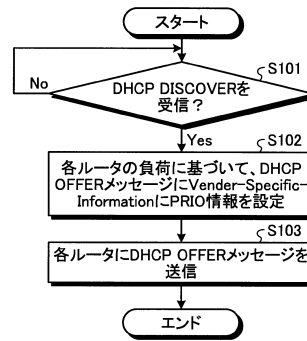 スタート
S101
DHCP DISCOVERを
受信？
No
Yes
S102
各ルータの負荷に基づいて、DHCP
OFFERメッセージにVender-Specific-
InformationにPRIO情報を設定
S103
各ルータにDHCP OFFERメッセージを
送信
エンド